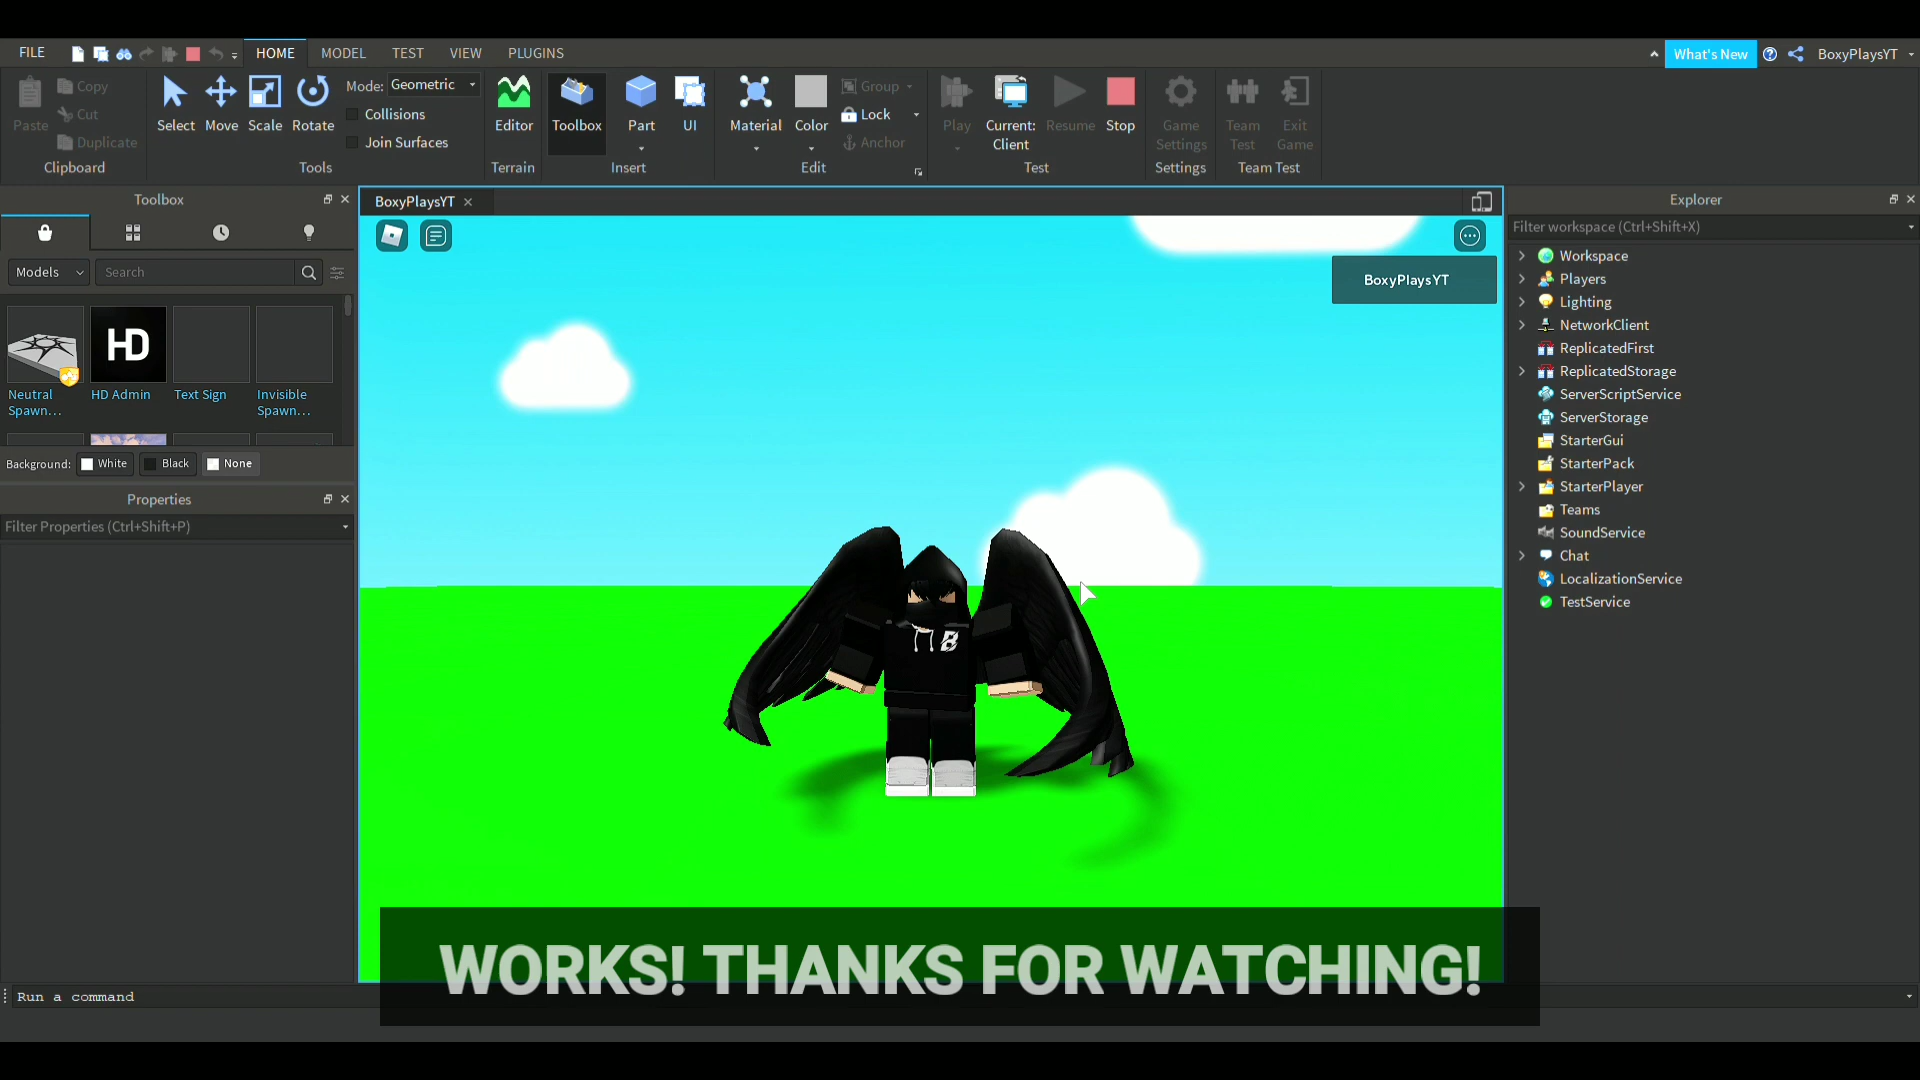 FILE
HOME
MODEL
TEST
VIEW
PLUGINS
What's New
BoxyPlaysYT
Paste
Copy
Cut
Duplicate
Clipboard
Select
Move
Scale
Rotate
Mode: Geometric
Collisions
Join Surfaces
Tools
Editor
Terrain
Toolbox
Part
UI
Insert
Material
Color
Group
Lock
Anchor
Edit
Play
Current:
Client
Resume
Stop
Test
Game
Settings
Settings
Team
Test
Exit
Game
Team Test
Toolbox
Models
Search
HD
Neutral
Spawn...
HD Admin
Text Sign
Invisible
Spawn...
Background:
White
Black
None
Properties
Filter Properties (Ctrl+Shift+P)
BoxyPlaysYT
BoxyPlaysYT
B
WORKS! THANKS FOR WATCHING!
Explorer
Filter workspace (Ctrl+Shift+X)
Workspace
Players
Lighting
NetworkClient
ReplicatedFirst
ReplicatedStorage
ServerScriptService
ServerStorage
StarterGui
StarterPack
StarterPlayer
Teams
SoundService
Chat
LocalizationService
TestService
Run a command